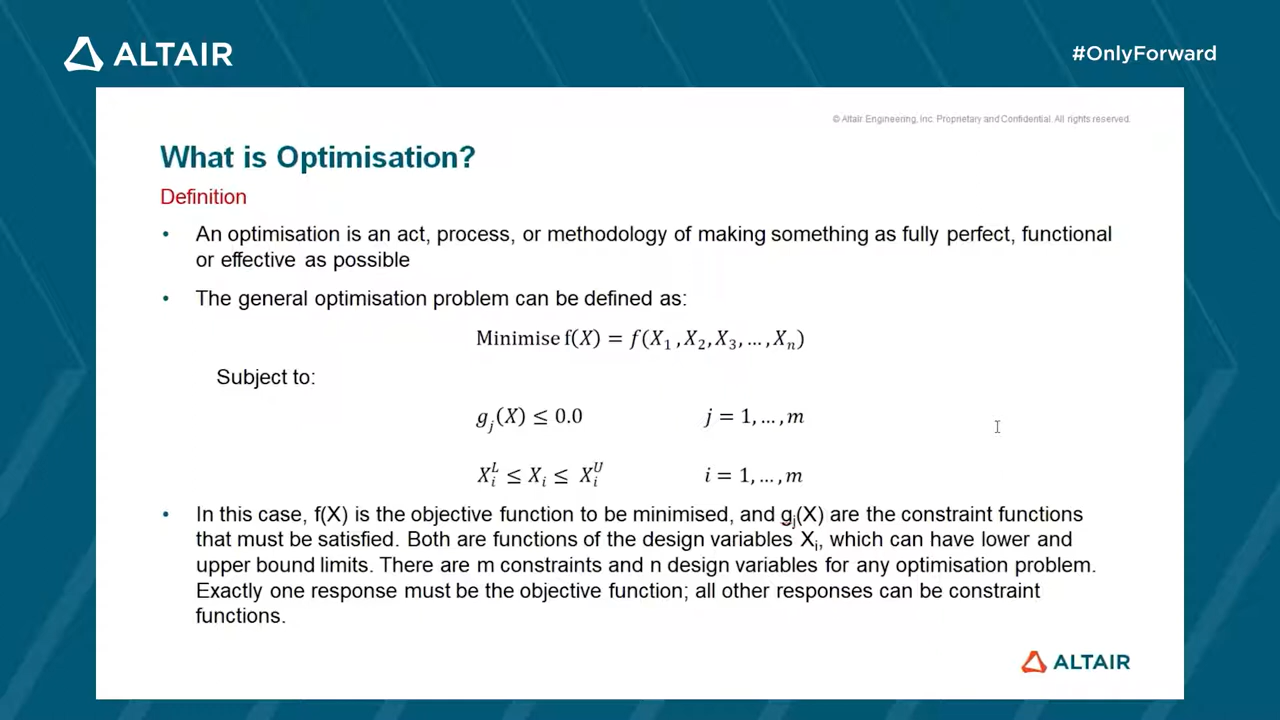 ALTAIR
#OnlyForward
© Altair Engineering, Inc. Proprietary and Confidential. All rights reserved.
What is Optimisation?
Definition
• An optimisation is an act, process, or methodology of making something as fully perfect, functional
or effective as possible
• The general optimisation problem can be defined as:
Minimise f(X) = f(X₁ ,X₂,X₃,…,Xₙ)
Subject to:
gⱼ(X) ≤ 0.0 j = 1,…,m
Xᵢᴸ ≤ Xᵢ ≤ Xᵢᵁ i = 1,…,m
• In this case, f(X) is the objective function to be minimised, and gⱼ(X) are the constraint functions
that must be satisfied. Both are functions of the design variables Xᵢ, which can have lower and
upper bound limits. There are m constraints and n design variables for any optimisation problem.
Exactly one response must be the objective function; all other responses can be constraint
functions.
ALTAIR